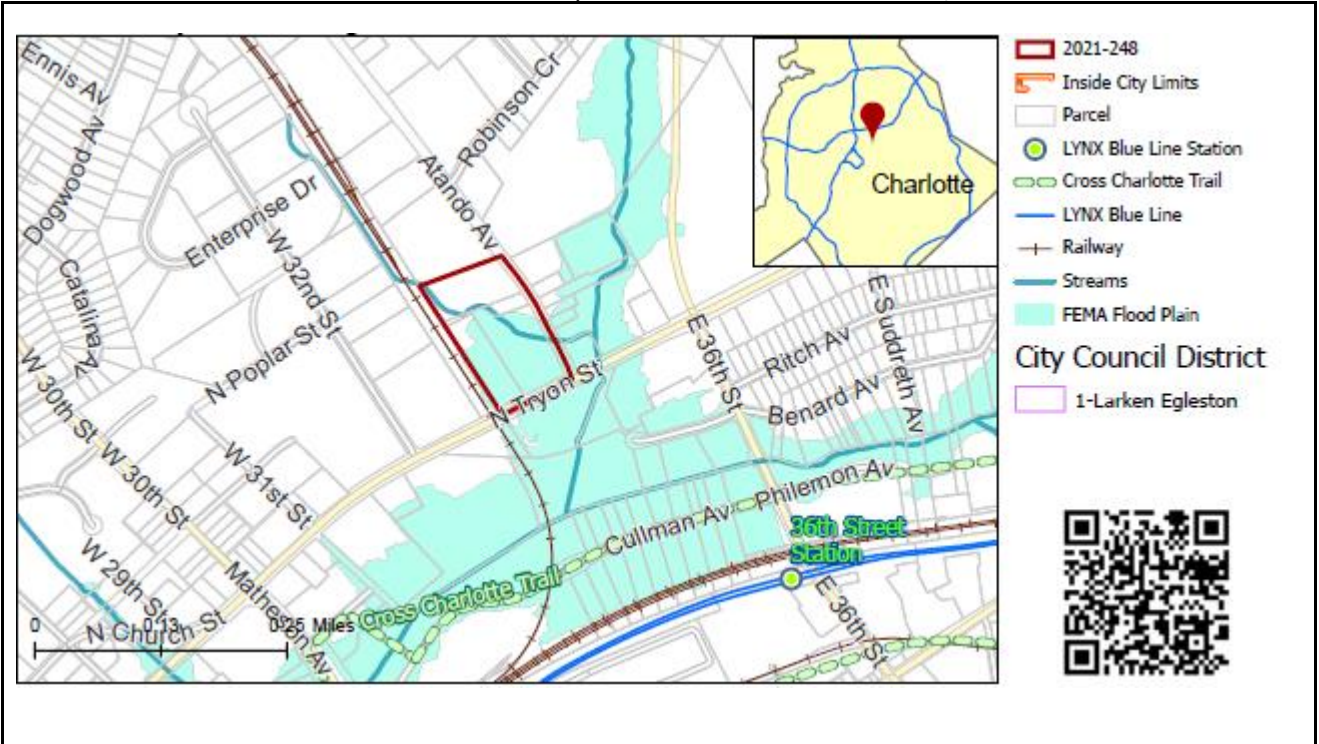 Ennis Av
Dogwood Av
Catalina Av
Enterprise Dr
W 32nd St
N Poplar St
Atando Av
Robinson Cr
W 30th St
W 30th St
W 31st St
W 29th St
N Church St
Matheson Av
N Tryon St
E 36th St
Ritch Av
Benard Av
E Suddreth Av
Philemon Av
Cullman Av
36th Street
Station
E 36th St
Cross Charlotte Trail
0 0.13 0.25 Miles
Charlotte
2021-248
Inside City Limits
Parcel
LYNX Blue Line Station
Cross Charlotte Trail
LYNX Blue Line
Railway
Streams
FEMA Flood Plain
City Council District
1-Larken Egleston